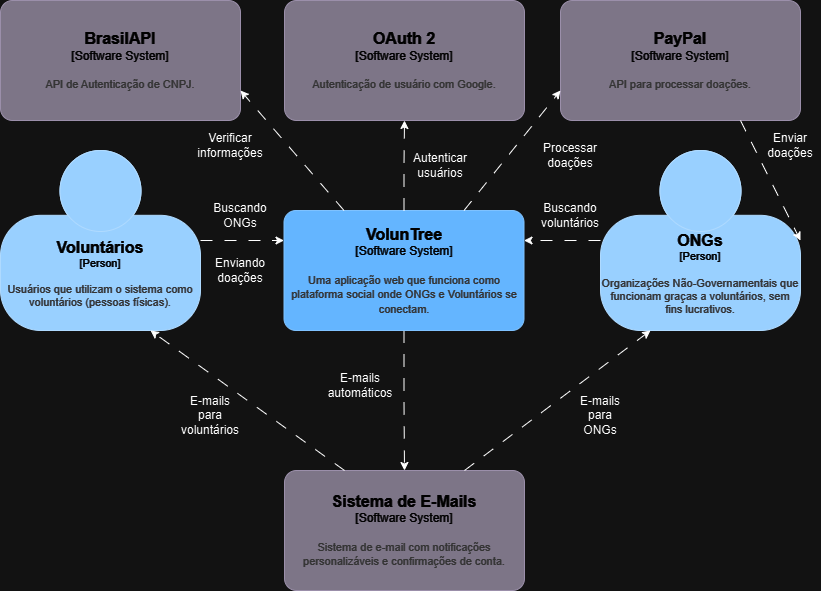 BrasilAPI
[Software System]
API de Autenticação de CNPJ.
OAuth 2
[Software System]
Autenticação de usuário com Google.
PayPal
[Software System]
API para processar doações.
Verificar
informações
Autenticar
usuários
Processar
doações
Enviar
doações
Voluntários
[Person]
Usuários que utilizam o sistema como
voluntários (pessoas físicas).
Buscando
ONGs
Enviando
doações
VolunTree
[Software System]
Uma aplicação web que funciona como
plataforma social onde ONGs e Voluntários se
conectam.
Buscando
voluntários
ONGs
[Person]
Organizações Não-Governamentais que
funcionam graças a voluntários, sem
fins lucrativos.
E-mails
para
voluntários
E-mails
automáticos
E-mails
para
ONGs
Sistema de E-Mails
[Software System]
Sistema de e-mail com notificações
personalizáveis e confirmações de conta.